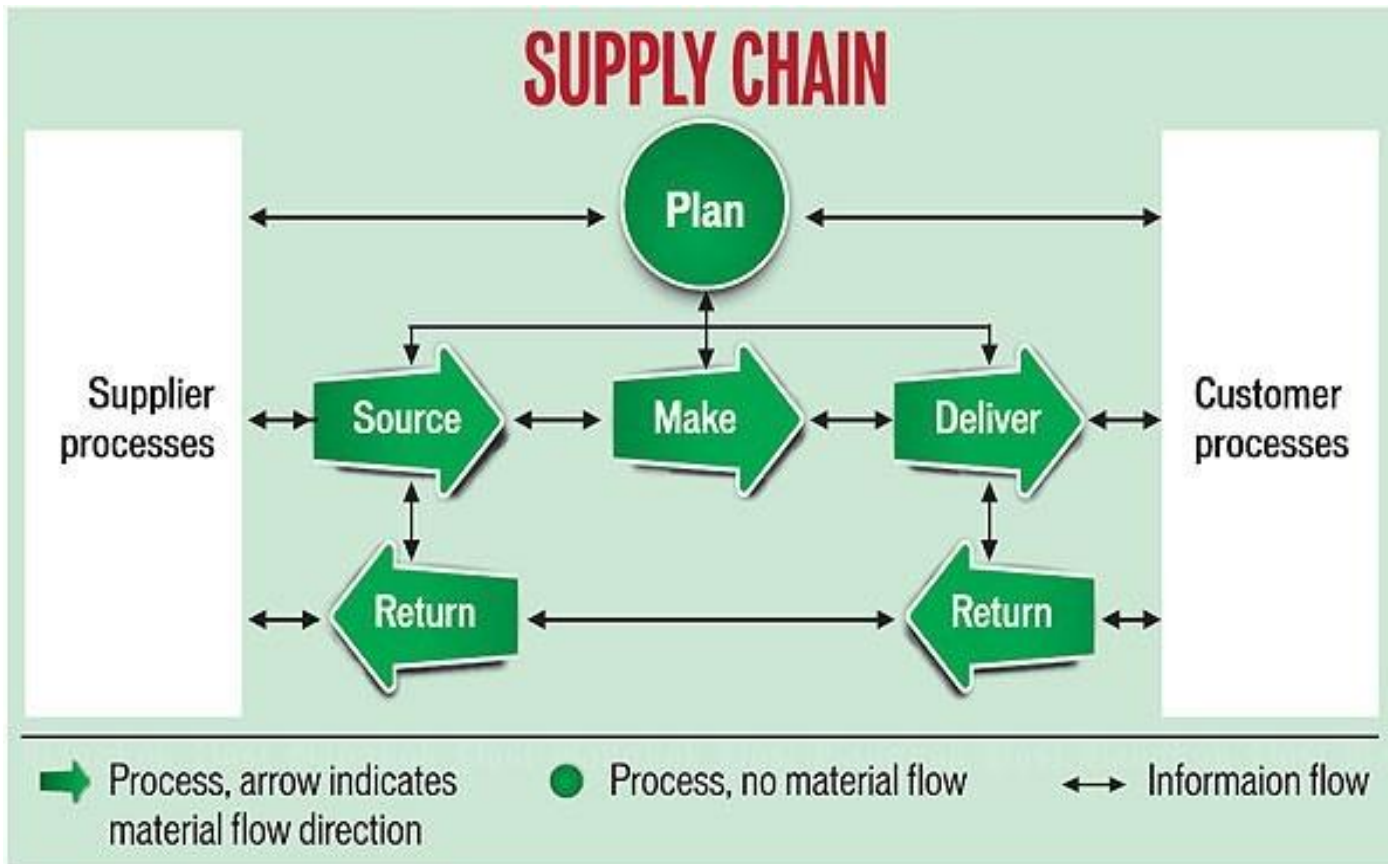 SUPPLY CHAIN
Plan
Supplier
processes
Source
Make
Deliver
Customer
processes
Return
Return
Process, arrow indicates
material flow direction
Process, no material flow
Informaion flow